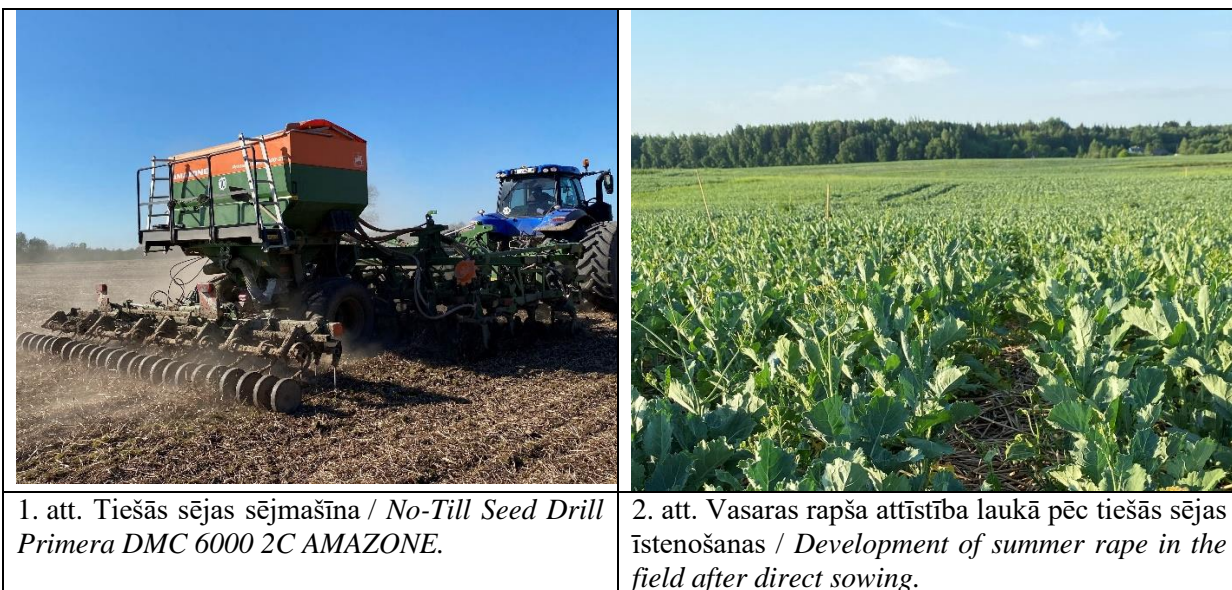 AMAZONE
1. att. Tiešās sējas sējmašīna / No-Till Seed Drill
Primera DMC 6000 2C AMAZONE.
2. att. Vasaras rapša attīstība laukā pēc tiešās sējas
īstenošanas / Development of summer rape in the
field after direct sowing.